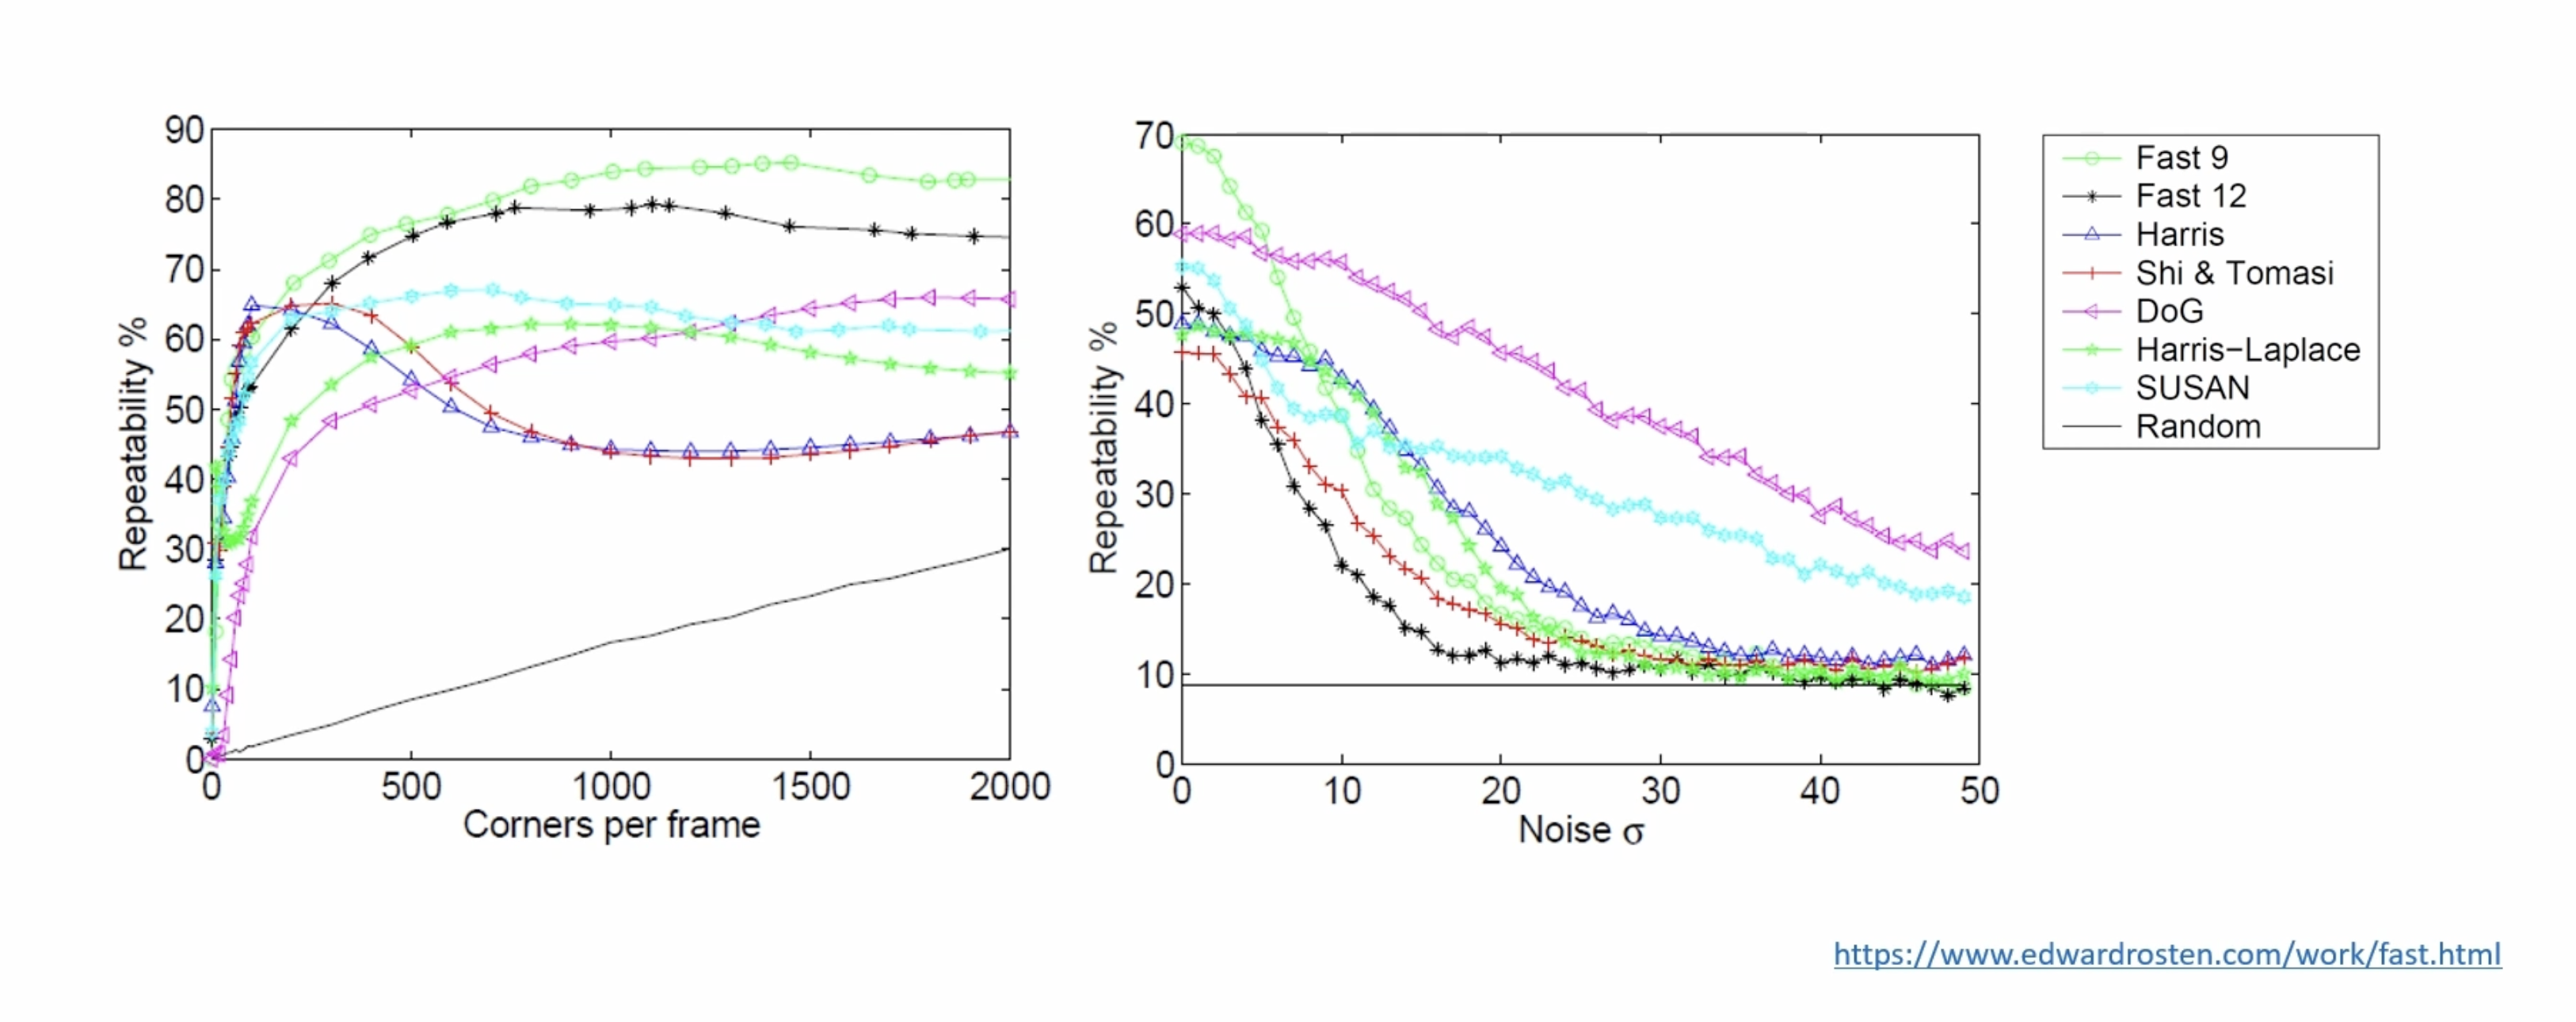 90
80
70
60
50
40
30
20
10
0
Repeatability %
0 500 1000 1500 2000
Corners per frame
70
60
50
40
30
20
10
0
Repeatability %
0 10 20 30 40 50
Noise σ
Fast 9
Fast 12
Harris
Shi & Tomasi
DoG
Harris−Laplace
SUSAN
Random
https://www.edwardrosten.com/work/fast.html